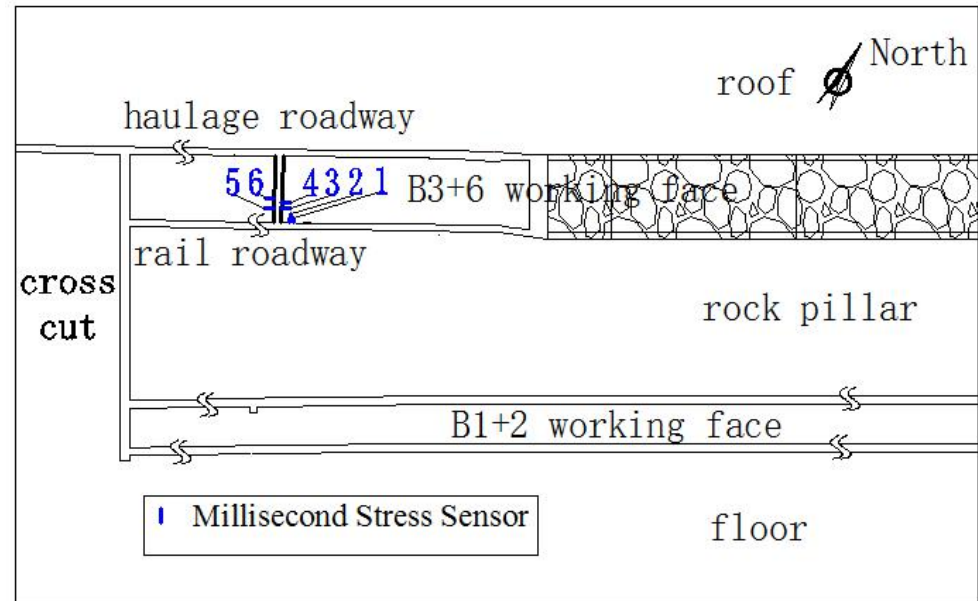 North
roof
haulage roadway
56 4321
B3+6 working face
rail roadway
cross
cut
rock pillar
B1+2 working face
Millisecond Stress Sensor
floor